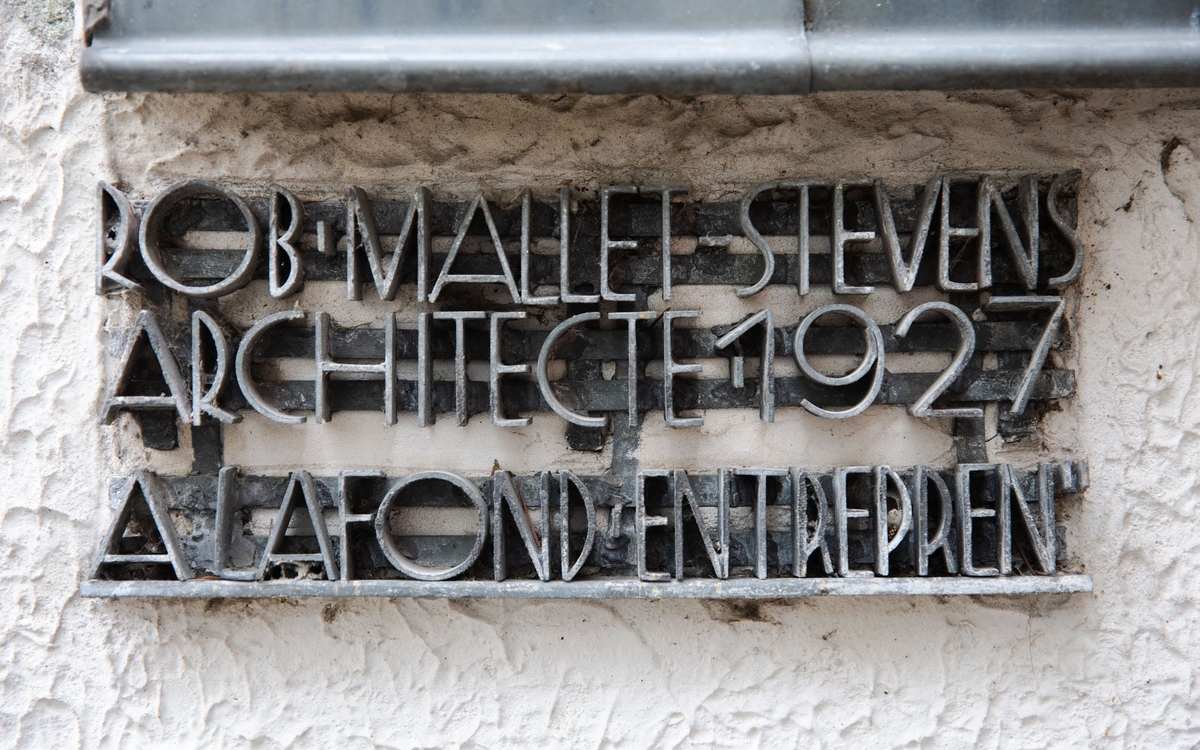 ROB·MALLET-STEVENS
ARCHITECTE·1927
A LAFOND ENTREPREN'